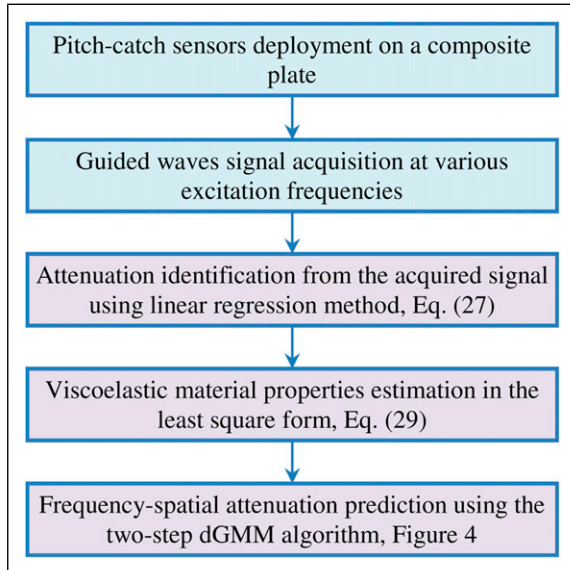 Pitch-catch sensors deployment on a composite
plate
Guided waves signal acquisition at various
excitation frequencies
Attenuation identification from the acquired signal
using linear regression method, Eq. (27)
Viscoelastic material properties estimation in the
least square form, Eq. (29)
Frequency-spatial attenuation prediction using the
two-step dGMM algorithm, Figure 4